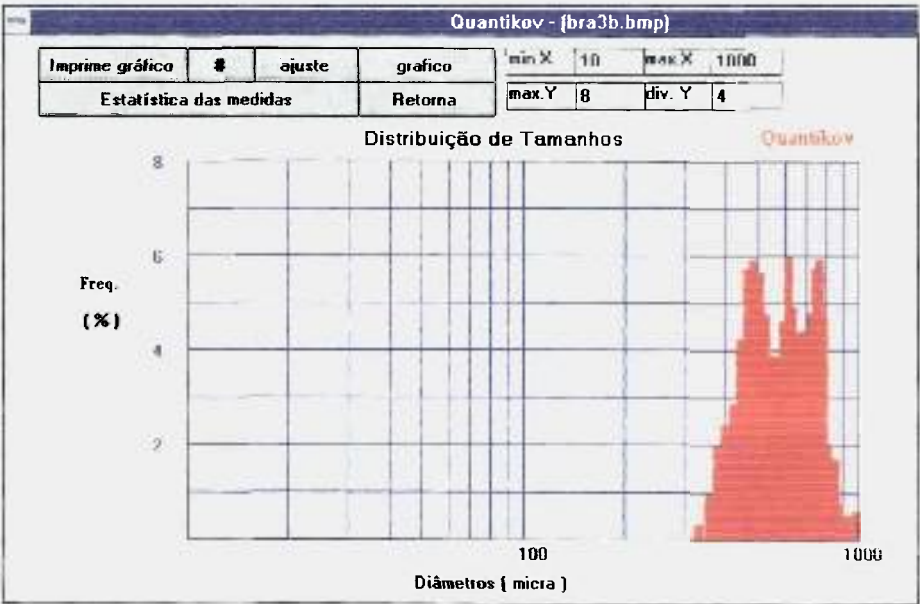 Quantikov - [bra3b.bmp]
Imprime gráfico # ajuste grafico min X 10 max X 1000
Estatística das medidas Retorna max.Y 8 div. Y 4
Distribuição de Tamanhos Quantikov
8
6
Freq.
(%)
4
2
100 1000
Diâmetros ( micra )